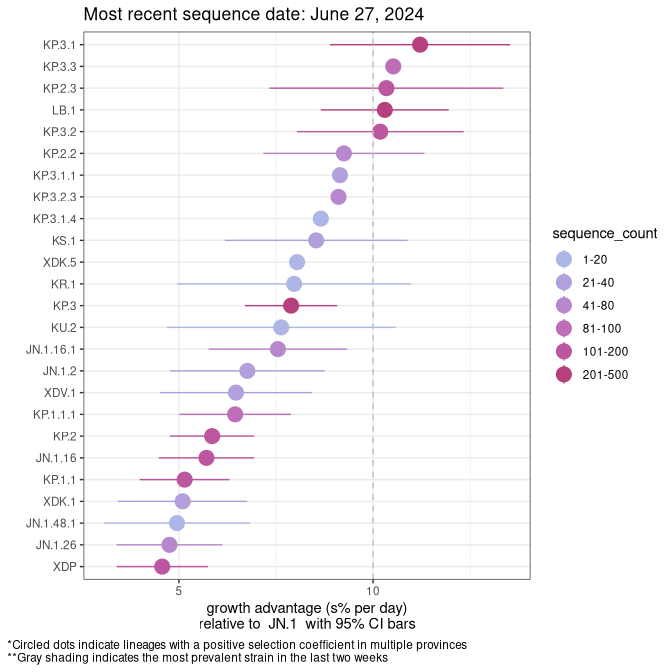 Most recent sequence date: June 27, 2024
KP.3.1
KP.3.3
KP.2.3
LB.1
KP.3.2
KP.2.2
KP.3.1.1
KP.3.2.3
KP.3.1.4
KS.1
XDK.5
KR.1
KP.3
KU.2
JN.1.16.1
JN.1.2
XDV.1
KP.1.1.1
KP.2
JN.1.16
KP.1.1
XDK.1
JN.1.48.1
JN.1.26
XDP
5 10
growth advantage (s% per day)
relative to JN.1 with 95% CI bars
sequence_count
1-20
21-40
41-80
81-100
101-200
201-500
*Circled dots indicate lineages with a positive selection coefficient in multiple provinces
**Gray shading indicates the most prevalent strain in the last two weeks